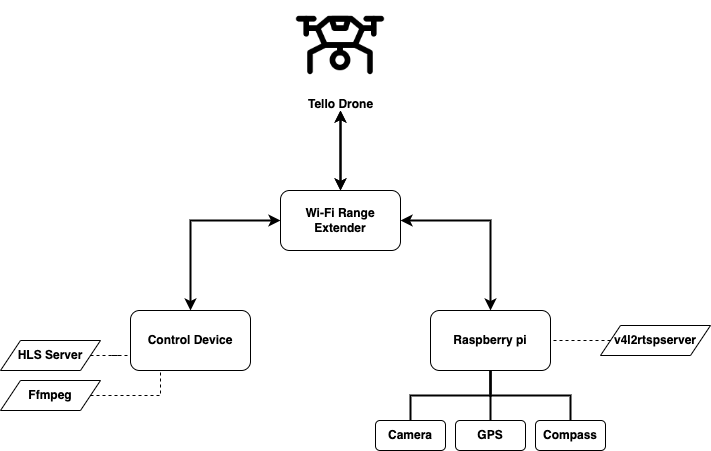 Tello Drone
Wi-Fi Range
Extender
Control Device
Raspberry pi
HLS Server
v4l2rtspserver
Ffmpeg
Camera
GPS
Compass